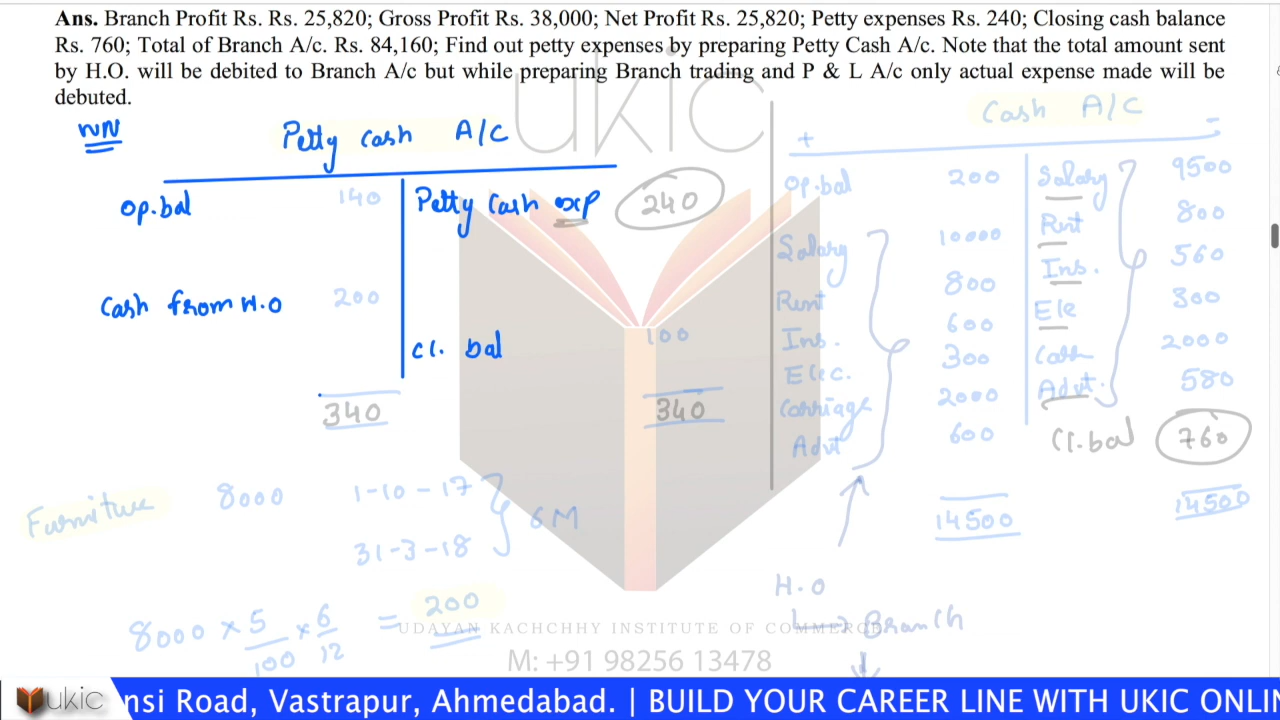 Ans. Branch Profit Rs. Rs. 25,820; Gross Profit Rs. 38,000; Net Profit Rs. 25,820; Petty expenses Rs. 240; Closing cash balance
Rs. 760; Total of Branch A/c. Rs. 84,160; Find out petty expenses by preparing Petty Cash A/c. Note that the total amount sent
by H.O. will be debited to Branch A/c but while preparing Branch trading and P & L A/c only actual expense made will be
debuted.
WN
Petty cash A/C
Op.bal 140 Petty Cash exp 240
Cash from H.O 200
Cl. bal 100
340 340
Cash A/C
+ -
Op.bal 200 Salary 9500
Salary 10000 Rent 800
Rent 800 Ins. 560
Ins. 600 Ele 300
Elec. 300 Cash 2000
Carriage 2000 Advt. 580
Advt 600 Cl.bal 760
14500 14500
Furniture 8000 1-10-17
31-3-18
6M
8000 × 5/100 × 6/12 = 200
H.O
↳ Branch
ukic
UDAYAN KACHCHHY INSTITUTE OF COMMERCE
M: +91 98256 13478
ukic
nsi Road, Vastrapur, Ahmedabad. | BUILD YOUR CAREER LINE WITH UKIC ONLIN